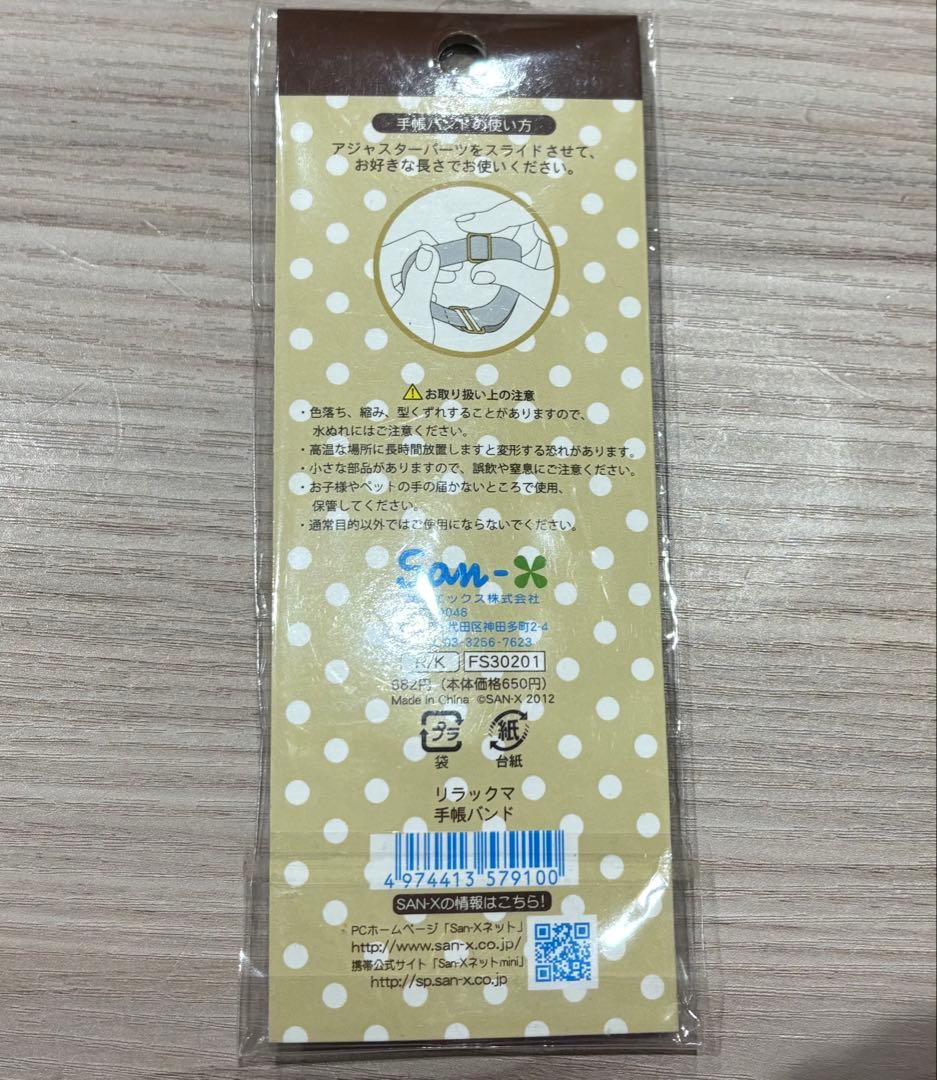 手帳バンドの使い方
アジャスターパーツをスライドさせて、
お好きな長さでお使いください。
お取り扱い上の注意
・色落ち、縮み、型くずれすることがありますので、
水ぬれにはご注意ください。
・高温な場所に長時間放置しますと変形する恐れがあります。
・小さな部品がありますので、誤飲や窒息にご注意ください。
・お子様やペットの手の届かないところで使用、
保管してください。
・通常目的以外ではご使用にならないでください。
San-X
エックス株式会社
0046
代田区神田多町2-4
03-3256-7623
R/K FS30201
682円（本体価格650円）
Made in China ©SAN-X 2012
プラ 紙
袋 台紙
リラックマ
手帳バンド
4 974413 579100
SAN-Xの情報はこちら!
PCホームページ「San-Xネット」
http://www.san-x.co.jp/
携帯公式サイト「San-Xネットmini」
http://sp.san-x.co.jp